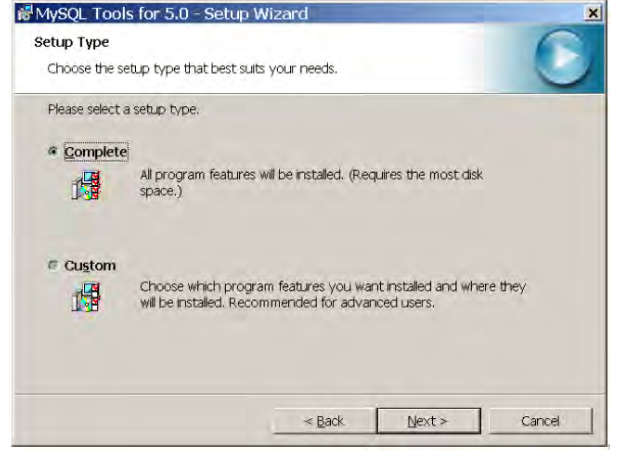 MySQL Tools for 5.0 - Setup Wizard
Setup Type
Choose the setup type that best suits your needs.
Please select a setup type.
Complete
All program features will be installed. (Requires the most disk
space.)
Custom
Choose which program features you want installed and where they
will be installed. Recommended for advanced users.
< Back
Next >
Cancel